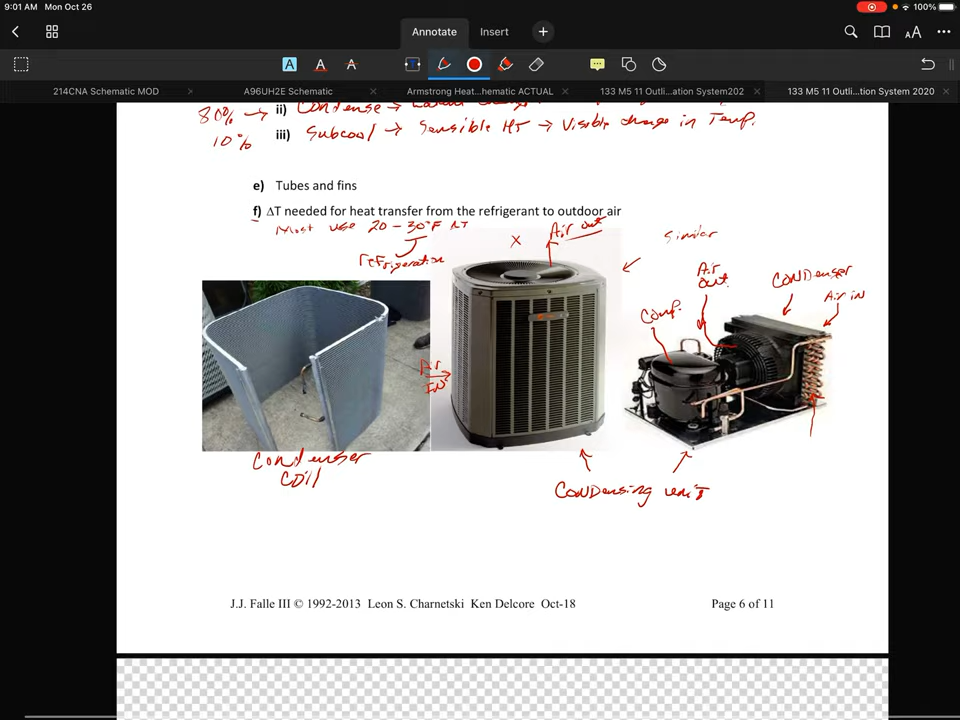 9:01 AM Mon Oct 26
100%
Annotate
Insert
AA
A
A
A
T
214CNA Schematic MOD
A96UH2E Schematic
Armstrong Heat...hematic ACTUAL
133 M5 11 Outli...ation System202
133 M5 11 Outli...tion System 2020
80%
ii) Condense → Latent
10%
iii) Subcool → Sensible HT → Visible change in Temp.
e) Tubes and fins
f) ΔT needed for heat transfer from the refrigerant to outdoor air
Most use 20 - 30°F ΔT
refrigeration
X
Air out
Similar
Air out
Condenser
Air in
Comp.
Air IN
Condenser
Coil
Condensing unit
J.J. Falle III © 1992-2013 Leon S. Charnetski Ken Delcore Oct-18
Page 6 of 11